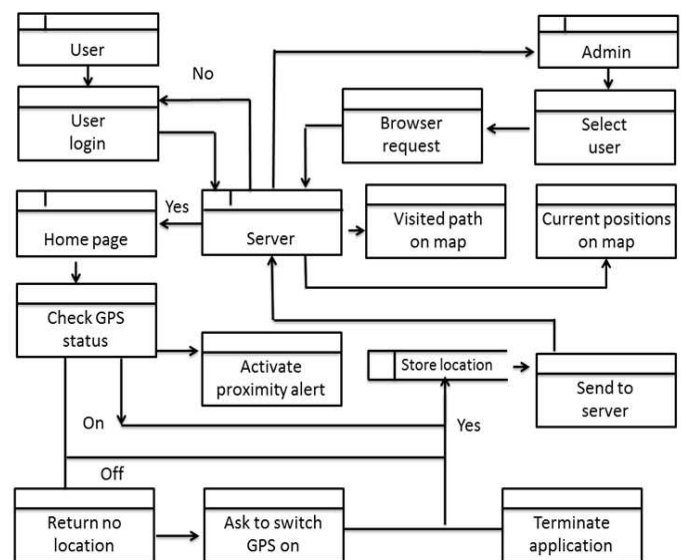 User
Admin
No
User
login
Browser
request
Select
user
Yes
Home page
Server
Visited path
on map
Current positions
on map
Check GPS
status
Activate
proximity alert
Store location
Send to
server
On
Yes
Off
Return no
location
Ask to switch
GPS on
Terminate
application